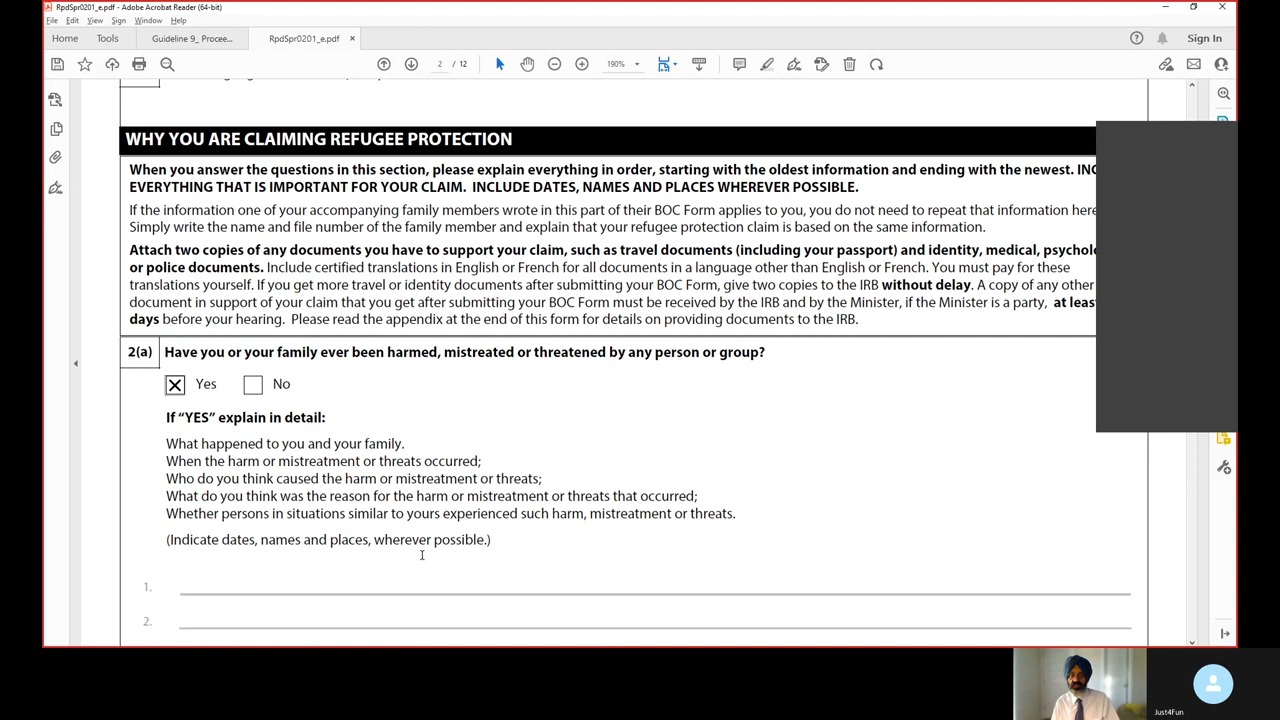 RpdSpr0201_e.pdf - Adobe Acrobat Reader (64-bit)
File Edit View Sign Window Help
Home Tools Guideline 9_ Procee... RpdSpr0201_e.pdf × Sign In
2 / 12 190%
WHY YOU ARE CLAIMING REFUGEE PROTECTION
When you answer the questions in this section, please explain everything in order, starting with the oldest information and ending with the newest.
EVERYTHING THAT IS IMPORTANT FOR YOUR CLAIM. INCLUDE DATES, NAMES AND PLACES WHEREVER POSSIBLE.
If the information one of your accompanying family members wrote in this part of their BOC Form applies to you, you do not need to repeat that information here
Simply write the name and file number of the family member and explain that your refugee protection claim is based on the same information.
Attach two copies of any documents you have to support your claim, such as travel documents (including your passport) and identity, medical,
or police documents. Include certified translations in English or French for all documents in a language other than English or French. You must pay for these
translations yourself. If you get more travel or identity documents after submitting your BOC Form, give two copies to the IRB without delay. A copy of any other
document in support of your claim that you get after submitting your BOC Form must be received by the IRB and by the Minister, if the Minister is a party, at
days before your hearing. Please read the appendix at the end of this form for details on providing documents to the IRB.
2(a) Have you or your family ever been harmed, mistreated or threatened by any person or group?
Yes No
If “YES” explain in detail:
What happened to you and your family.
When the harm or mistreatment or threats occurred;
Who do you think caused the harm or mistreatment or threats;
What do you think was the reason for the harm or mistreatment or threats that occurred;
Whether persons in situations similar to yours experienced such harm, mistreatment or threats.
(Indicate dates, names and places, wherever possible.)
1.
2.
Just4Fun